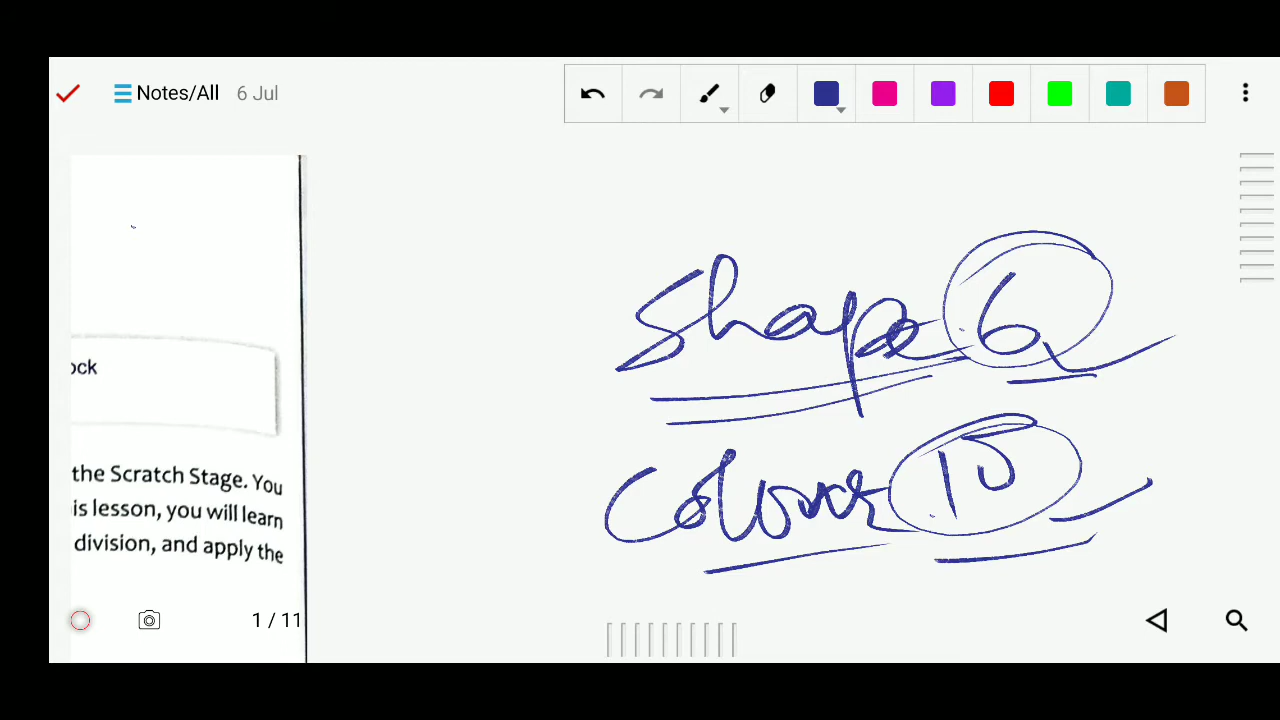 Notes/All 6 Jul
Shape 6
ock
Colour 15
the Scratch Stage. You
is lesson, you will learn
division, and apply the
1 / 11